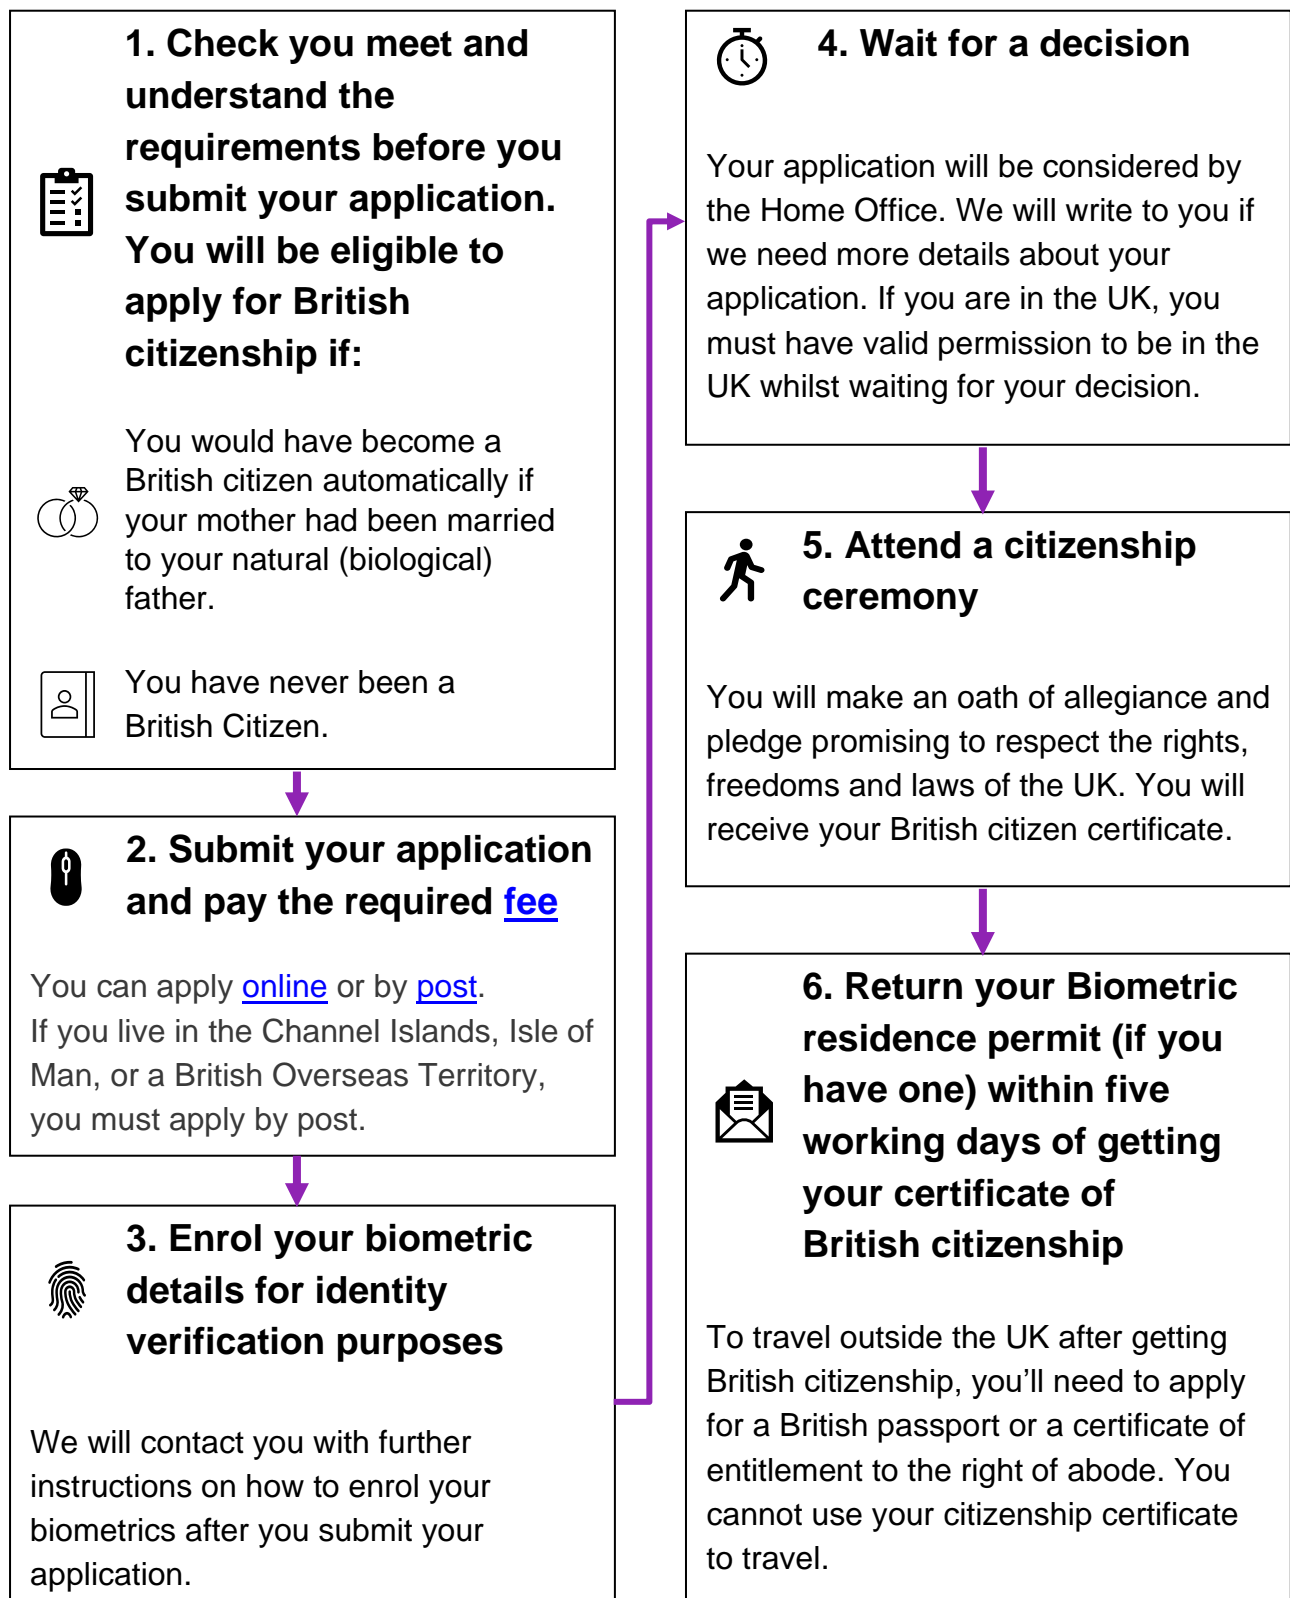 1. Check you meet and
understand the
requirements before you
submit your application.
You will be eligible to
apply for British
citizenship if:
You would have become a
British citizen automatically if
your mother had been married
to your natural (biological)
father.
You have never been a
British Citizen.
2. Submit your application
and pay the required fee
You can apply online or by post.
If you live in the Channel Islands, Isle of
Man, or a British Overseas Territory,
you must apply by post.
3. Enrol your biometric
details for identity
verification purposes
We will contact you with further
instructions on how to enrol your
biometrics after you submit your
application.
4. Wait for a decision
Your application will be considered by
the Home Office. We will write to you if
we need more details about your
application. If you are in the UK, you
must have valid permission to be in the
UK whilst waiting for your decision.
5. Attend a citizenship
ceremony
You will make an oath of allegiance and
pledge promising to respect the rights,
freedoms and laws of the UK. You will
receive your British citizen certificate.
6. Return your Biometric
residence permit (if you
have one) within five
working days of getting
your certificate of
British citizenship
To travel outside the UK after getting
British citizenship, you’ll need to apply
for a British passport or a certificate of
entitlement to the right of abode. You
cannot use your citizenship certificate
to travel.